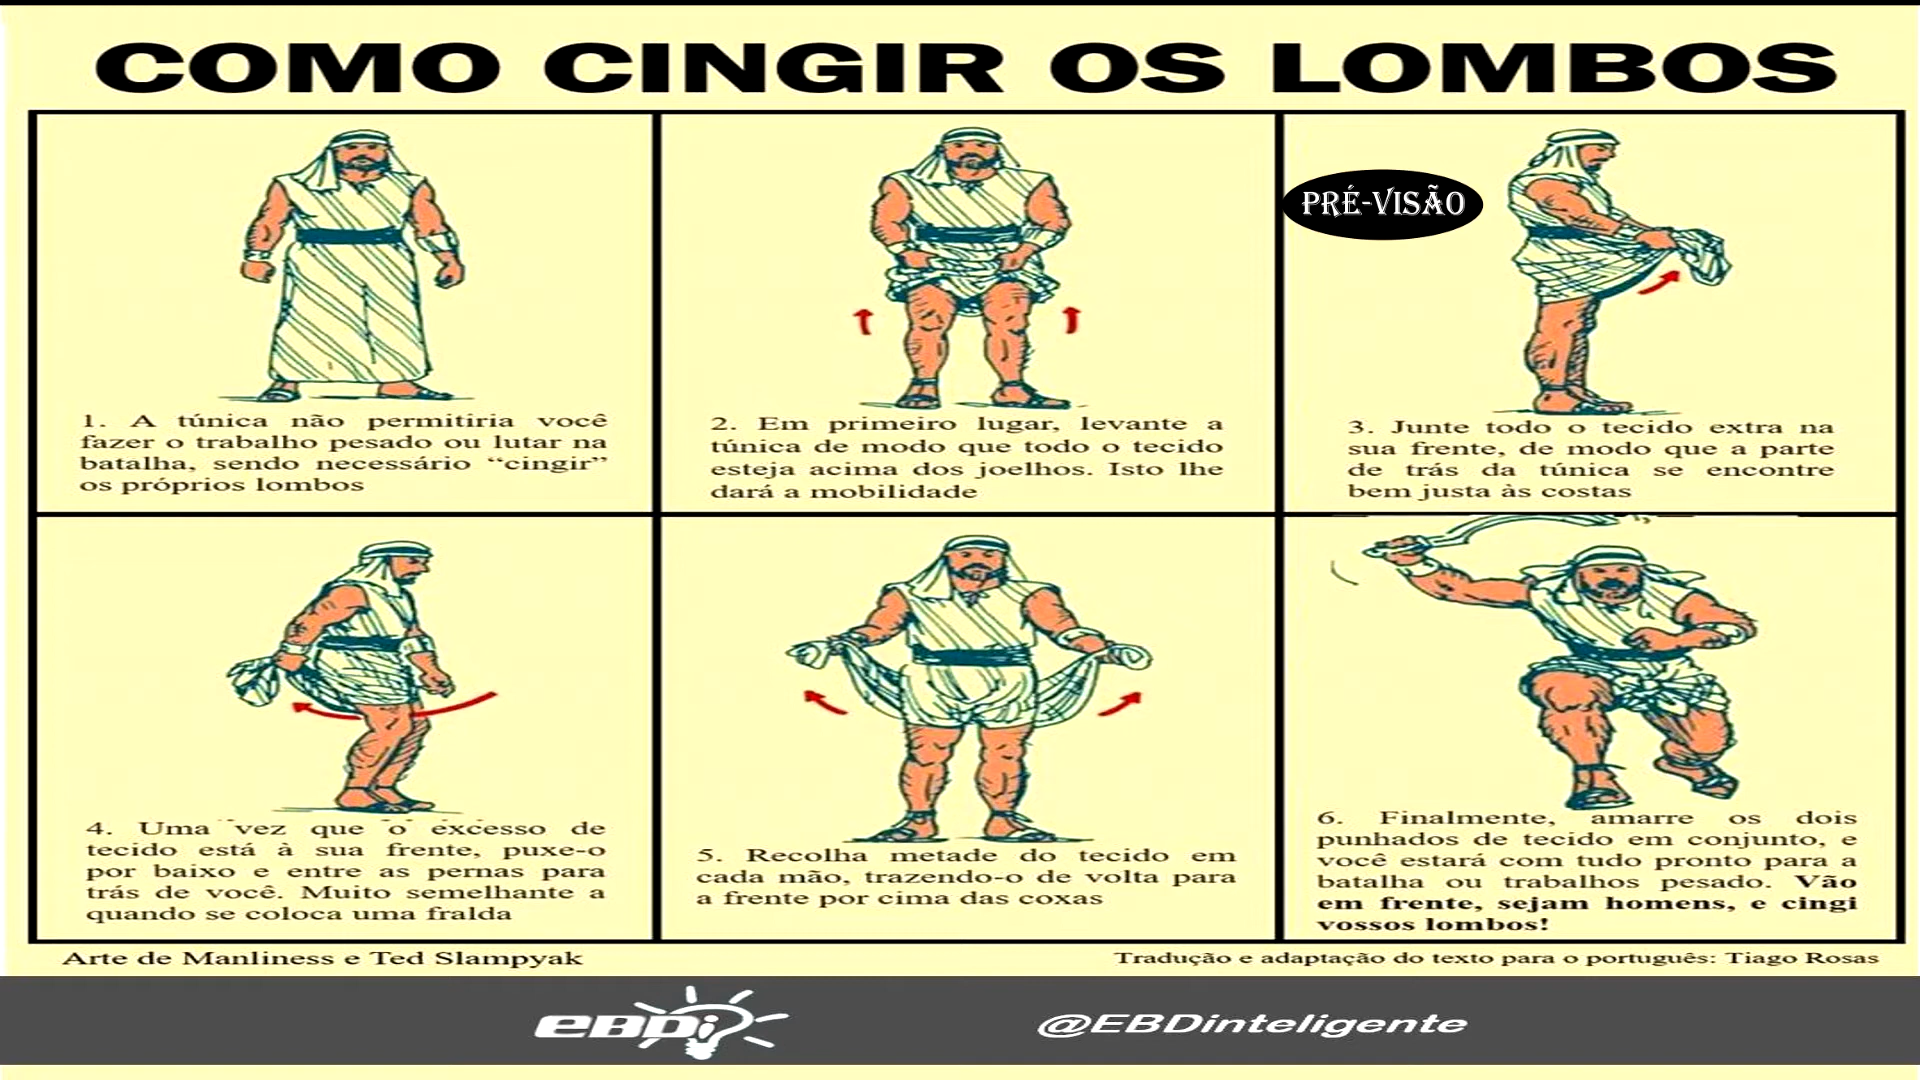 COMO CINGIR OS LOMBOS
1. A túnica não permitiria você
fazer o trabalho pesado ou lutar na
batalha, sendo necessário “cingir”
os próprios lombos
2. Em primeiro lugar, levante a
túnica de modo que todo o tecido
esteja acima dos joelhos. Isto lhe
dará a mobilidade
PRÉ-VISÃO
3. Junte todo o tecido extra na
sua frente, de modo que a parte
de trás da túnica se encontre
bem justa às costas
4. Uma vez que o excesso de
tecido está à sua frente, puxe-o
por baixo e entre as pernas para
trás de você. Muito semelhante a
quando se coloca uma fralda
5. Recolha metade do tecido em
cada mão, trazendo-o de volta para
a frente por cima das coxas
6. Finalmente, amarre os dois
punhados de tecido em conjunto, e
você estará com tudo pronto para a
batalha ou trabalhos pesado. Vão
em frente, sejam homens, e cingi
vossos lombos!
Arte de Manliness e Ted Slampyak
Tradução e adaptação do texto para o português: Tiago Rosas
EBDi
@EBDinteligente